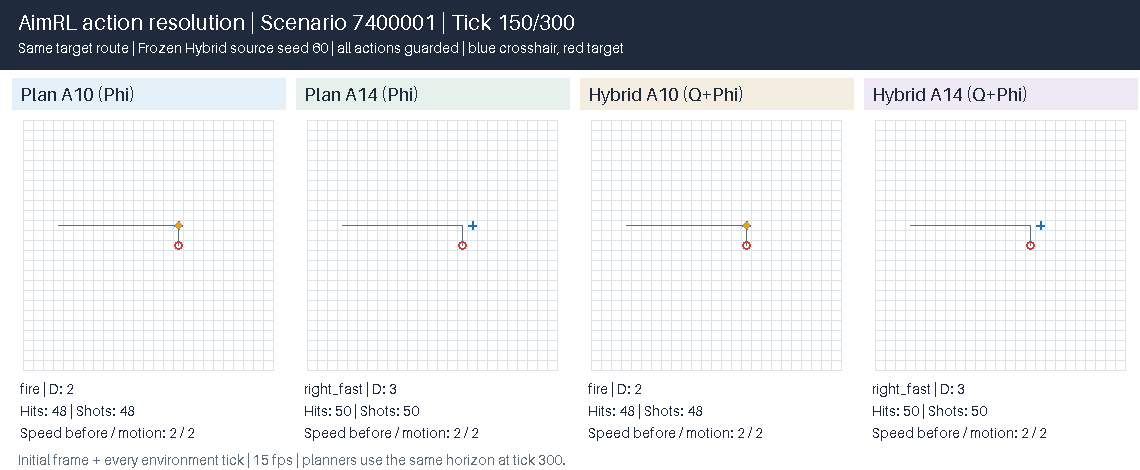 AimRL action resolution | Scenario 7400001 | Tick 150/300
Same target route | Frozen Hybrid source seed 60 | all actions guarded | blue crosshair, red target
Plan A10 (Phi)
Plan A14 (Phi)
Hybrid A10 (Q+Phi)
Hybrid A14 (Q+Phi)
fire | D: 2
Hits: 48 | Shots: 48
Speed before / motion: 2 / 2
right_fast | D: 3
Hits: 50 | Shots: 50
Speed before / motion: 2 / 2
fire | D: 2
Hits: 48 | Shots: 48
Speed before / motion: 2 / 2
right_fast | D: 3
Hits: 50 | Shots: 50
Speed before / motion: 2 / 2
Initial frame + every environment tick | 15 fps | planners use the same horizon at tick 300.